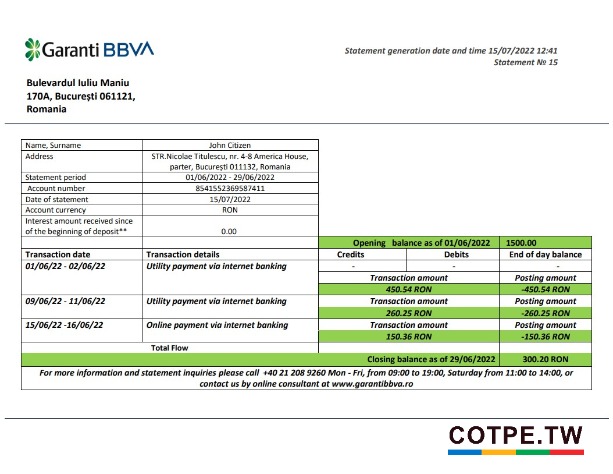 Garanti BBVA
Statement generation date and time 15/07/2022 12:41
Statement № 15
Bulevardul Iuliu Maniu
170A, București 061121,
Romania
Name, Surname John Citizen
Address STR.Nicolae Titulescu, nr. 4-8 America House,
parter, București 011132, Romania
Statement period 01/06/2022 - 29/06/2022
Account number 8541552369587411
Date of statement 15/07/2022
Account currency RON
Interest amount received since
of the beginning of deposit** 0.00
Opening balance as of 01/06/2022 1500.00
Transaction date Transaction details Credits Debits End of day balance
01/06/22 - 02/06/22 Utility payment via internet banking - - -
Transaction amount Posting amount
450.54 RON -450.54 RON
09/06/22 - 11/06/22 Utility payment via internet banking Transaction amount Posting amount
260.25 RON -260.25 RON
15/06/22 -16/06/22 Online payment via internet banking Transaction amount Posting amount
150.36 RON -150.36 RON
Total Flow
Closing balance as of 29/06/2022 300.20 RON
For more information and statement inquiries please call +40 21 208 9260 Mon - Fri, from 09:00 to 19:00, Saturday from 11:00 to 14:00, or
contact us by online consultant at www.garantibbva.ro
COTPE.TW